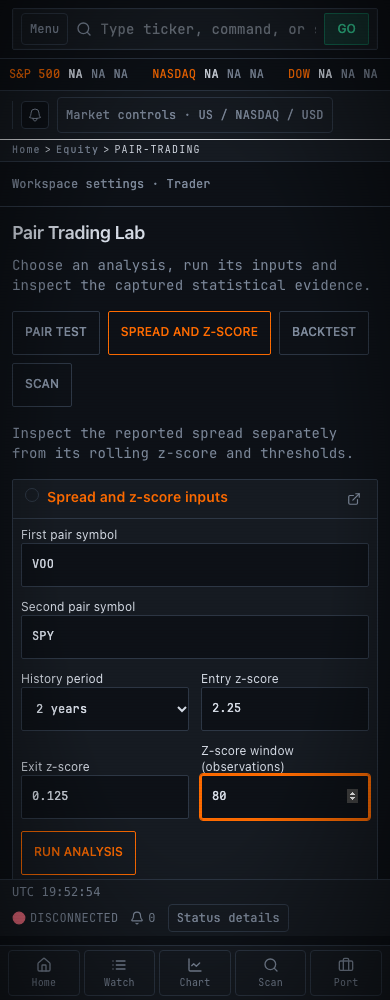 Menu Type ticker, command, or s GO
S&P 500 NA NA NA NASDAQ NA NA NA DOW NA NA NA
Market controls · US / NASDAQ / USD
Home > Equity > PAIR-TRADING
Workspace settings · Trader
Pair Trading Lab
Choose an analysis, run its inputs and
inspect the captured statistical evidence.
PAIR TEST SPREAD AND Z-SCORE BACKTEST
SCAN
Inspect the reported spread separately
from its rolling z-score and thresholds.
Spread and z-score inputs
First pair symbol
VOO
Second pair symbol
SPY
History period Entry z-score
2 years 2.25
Z-score window
Exit z-score (observations)
0.125 80
RUN ANALYSIS
UTC 19:52:54
DISCONNECTED 0 Status details
Home Watch Chart Scan Port